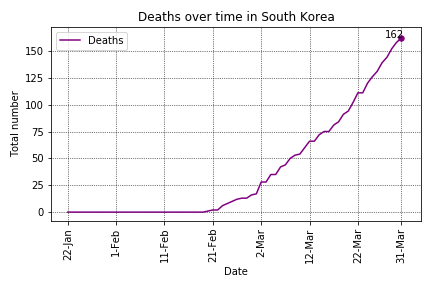 Deaths over time in South Korea
Deaths
162
Total number
150
125
100
75
50
25
0
22-Jan
1-Feb
11-Feb
21-Feb
2-Mar
12-Mar
22-Mar
31-Mar
Date